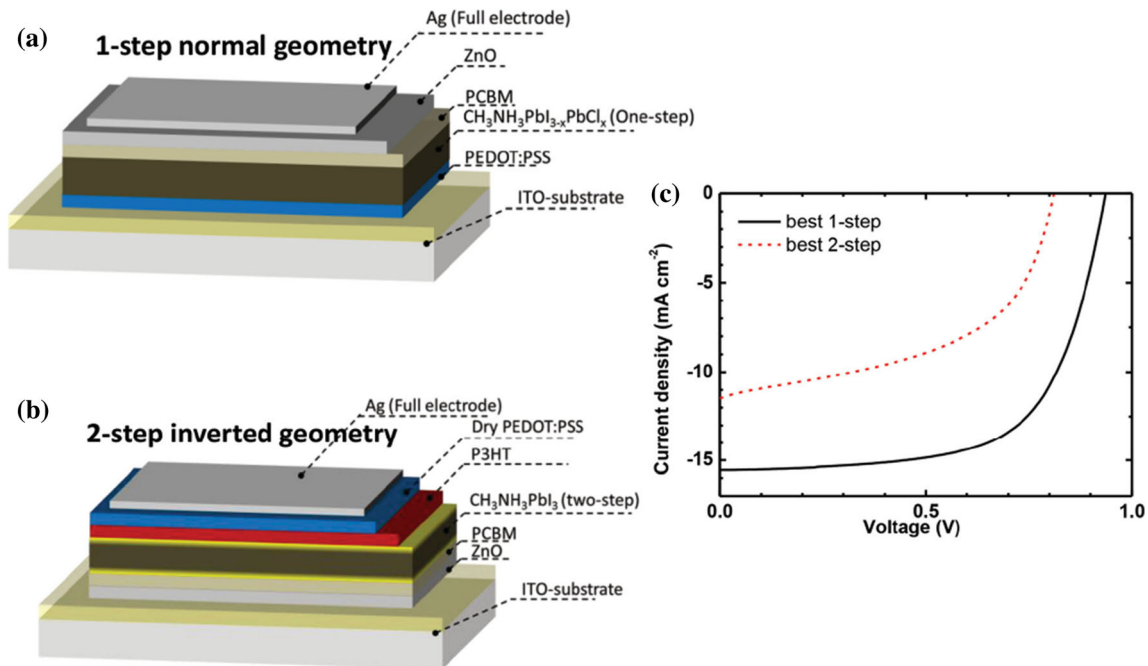 (a)
1-step normal geometry
Ag (Full electrode)
ZnO
PCBM
CH₃NH₃PbI₃₋ₓPbClₓ (One-step)
PEDOT:PSS
ITO-substrate
(b)
2-step inverted geometry
Ag (Full electrode)
Dry PEDOT:PSS
P3HT
CH₃NH₃PbI₃ (two-step)
PCBM
ZnO
ITO-substrate
(c)
best 1-step
best 2-step
Current density (mA cm⁻²)
0
-5
-10
-15
0.0
0.5
1.0
Voltage (V)